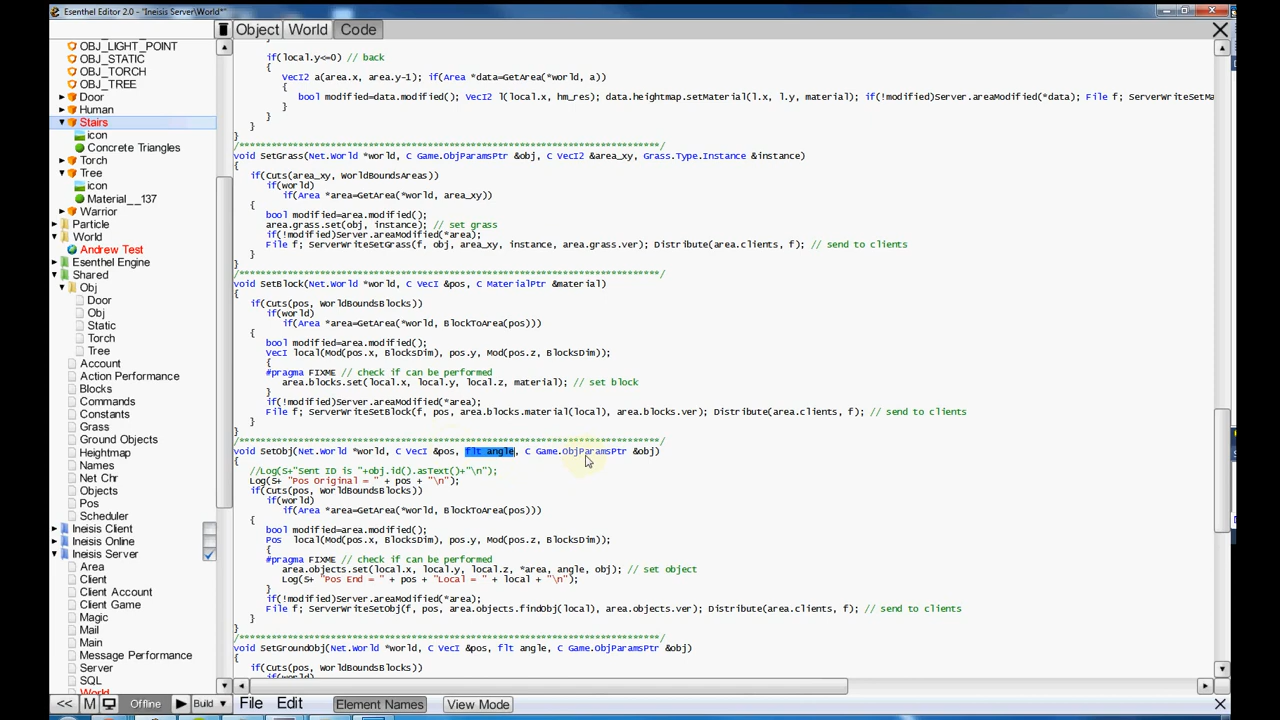 Esenthel Editor 2.0 - "Ineisis Server\World*"
Object World Code
OBJ_LIGHT_POINT
OBJ_STATIC
OBJ_TORCH
OBJ_TREE
Door
Human
Stairs
icon
Concrete Triangles
Torch
Tree
icon
Material__137
Warrior
Particle
World
Andrew Test
Esenthel Engine
Shared
Obj
Door
Obj
Static
Torch
Tree
Account
Action Performance
Blocks
Commands
Constants
Grass
Ground Objects
Heightmap
Names
Net Chr
Objects
Pos
Scheduler
Ineisis Client
Ineisis Online
Ineisis Server
Area
Client
Client Account
Client Game
Magic
Mail
Main
Message Performance
Server
SQL
World
}
if(local.y<=0) // back
{
VecI2 a(area.x, area.y-1); if(Area *data=GetArea(*world, a))
{
bool modified=data.modified(); VecI2 l(local.x, hm_res); data.heightmap.setMaterial(l.x, l.y, material); if(!modified)Server.areaModified(*data); File f; ServerWriteSetMa
}
}
}
}
/******************************************************************************/
void SetGrass(Net.World *world, C Game.ObjParamsPtr &obj, C VecI2 &area_xy, Grass.Type.Instance &instance)
{
if(Cuts(area_xy, WorldBoundsAreas))
if(world)
if(Area *area=GetArea(*world, area_xy))
{
bool modified=area.modified();
area.grass.set(obj, instance); // set grass
if(!modified)Server.areaModified(*area);
File f; ServerWriteSetGrass(f, obj, area_xy, instance, area.grass.ver); Distribute(area.clients, f); // send to clients
}
}
/******************************************************************************/
void SetBlock(Net.World *world, C VecI &pos, C MaterialPtr &material)
{
if(Cuts(pos, WorldBoundsBlocks))
if(world)
if(Area *area=GetArea(*world, BlockToArea(pos)))
{
bool modified=area.modified();
VecI local(Mod(pos.x, BlocksDim), pos.y, Mod(pos.z, BlocksDim));
{
#pragma FIXME // check if can be performed
area.blocks.set(local.x, local.y, local.z, material); // set block
}
if(!modified)Server.areaModified(*area);
File f; ServerWriteSetBlock(f, pos, area.blocks.material(local), area.blocks.ver); Distribute(area.clients, f); // send to clients
}
}
/******************************************************************************/
void SetObj(Net.World *world, C VecI &pos, flt angle, C Game.ObjParamsPtr &obj)
{
//Log(S+"Sent ID is "+obj.id().asText()+"\n");
Log(S+ "Pos Original = " + pos + "\n");
if(Cuts(pos, WorldBoundsBlocks))
if(world)
if(Area *area=GetArea(*world, BlockToArea(pos)))
{
bool modified=area.modified();
Pos local(Mod(pos.x, BlocksDim), pos.y, Mod(pos.z, BlocksDim));
{
#pragma FIXME // check if can be performed
area.objects.set(local.x, local.y, local.z, *area, angle, obj); // set object
Log(S+ "Pos End = " + pos + "Local = " + local + "\n");
}
if(!modified)Server.areaModified(*area);
File f; ServerWriteSetObj(f, pos, area.objects.findObj(local), area.objects.ver); Distribute(area.clients, f); // send to clients
}
}
/******************************************************************************/
void SetGroundObj(Net.World *world, C VecI &pos, flt angle, C Game.ObjParamsPtr &obj)
{
if(Cuts(pos, WorldBoundsBlocks))
if(world)
<< M Offline Build File Edit Element Names View Mode